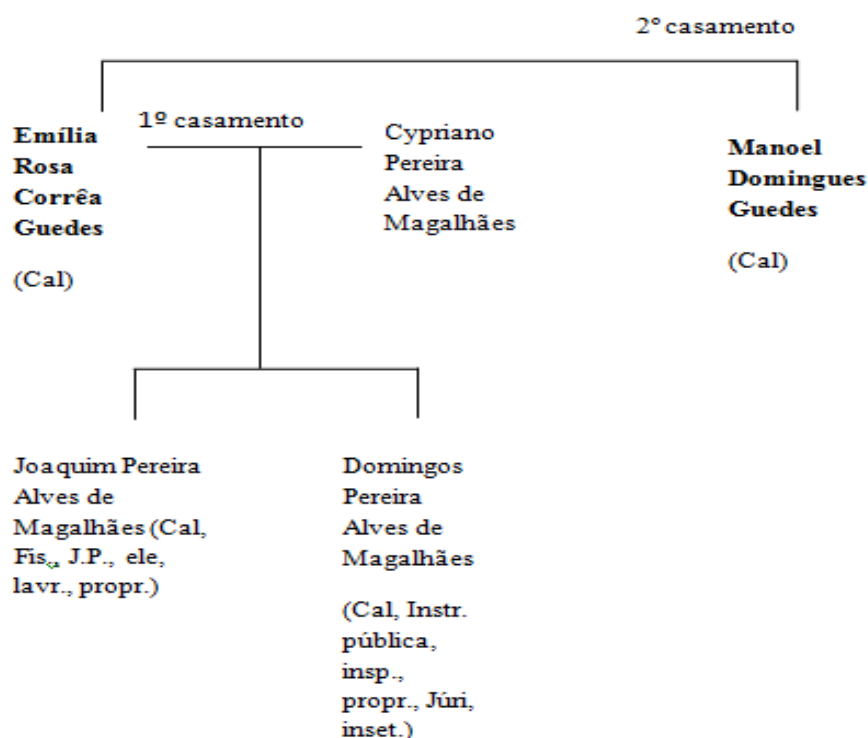 2º casamento
1º casamento
Emília
Rosa
Corrêa
Guedes
(Cal)
Cypriano
Pereira
Alves de
Magalhães
Manoel
Domingues
Guedes
(Cal)
Joaquim Pereira
Alves de
Magalhães (Cal,
Fis., J.P., ele,
lavr., propr.)
Domingos
Pereira
Alves de
Magalhães
(Cal, Instr.
pública,
insp.,
propr., Júri,
inset.)